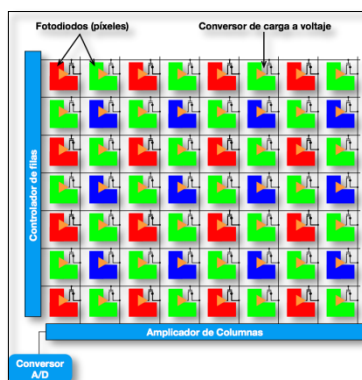 Fotodiodos (píxeles)
Conversor de carga a voltaje
Controlador de filas
Amplicador de Columnas
Conversor
A/D